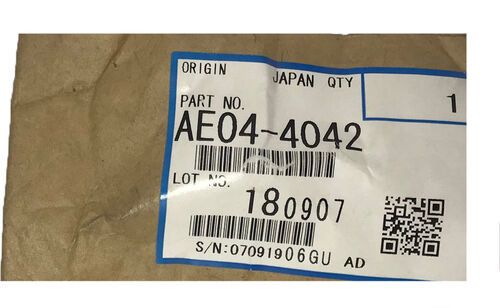 ORIGIN JAPAN QTY
1
PART NO.
AE04-4042
LOT NO. 180907
S/N:07091906GU AD